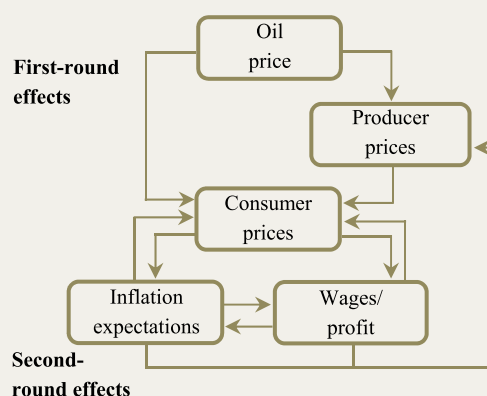 Oil
price
First-round
effects
Producer
prices
Consumer
prices
Inflation
expectations
Wages/
profit
Second-
round effects